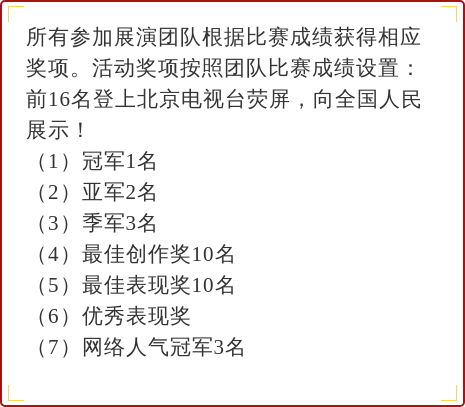 所有参加展演团队根据比赛成绩获得相应
奖项。活动奖项按照团队比赛成绩设置：
前16名登上北京电视台荧屏，向全国人民
展示！
（1）冠军1名
（2）亚军2名
（3）季军3名
（4）最佳创作奖10名
（5）最佳表现奖10名
（6）优秀表现奖
（7）网络人气冠军3名